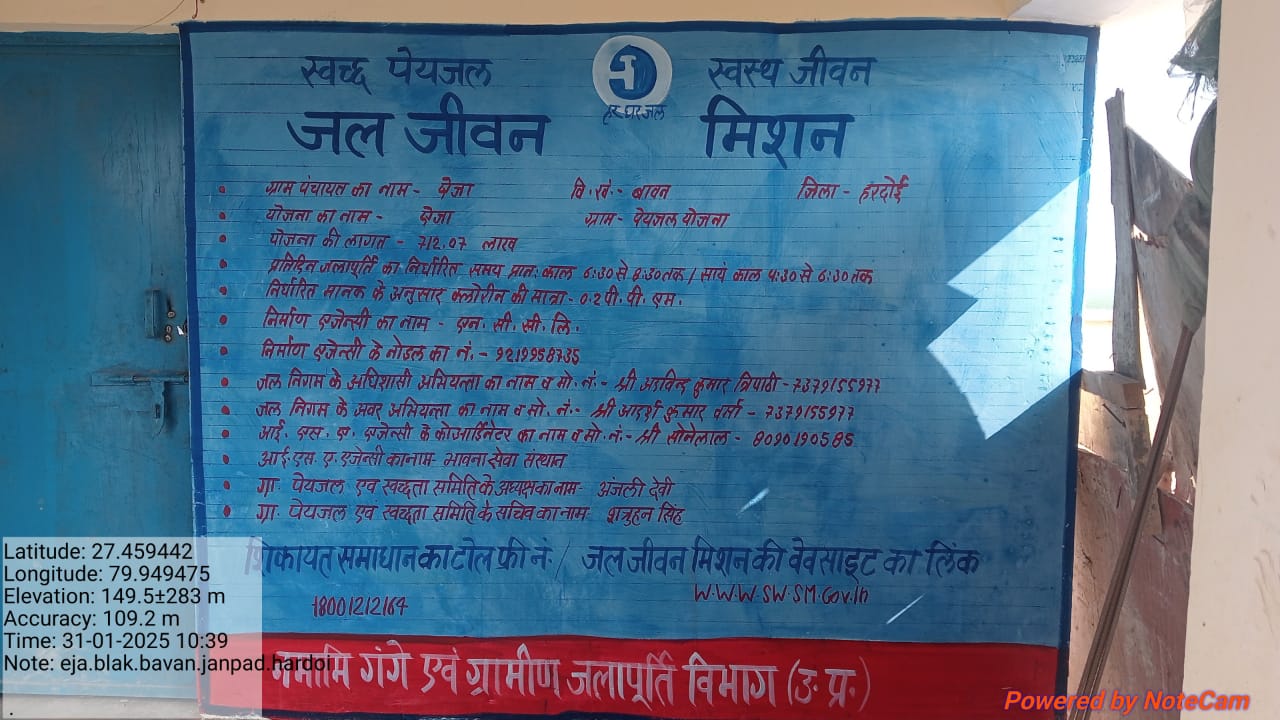 स्वच्छ पेयजल स्वस्थ जीवन
हर घर जल
जल जीवन मिशन
• ग्राम पंचायत का नाम - ऐजा वि.खं.- बावन जिला - हरदोई
• योजना का नाम - ऐजा ग्राम - पेयजल योजना
• योजना की लागत - 712.07 लाख
• प्रतिदिन जलापूर्ति का निर्धारित समय प्रातः काल 6:30 से 8:30 तक / सायं काल 4:30 से 6:30 तक
• निर्धारित मानक के अनुसार क्लोरीन की मात्रा - 0.2 पी. पी. एम.
• निर्माण एजेन्सी का नाम - एन. सी. सी. लि.
• निर्माण एजेन्सी के नोडल का नं. - 9219958735
• जल निगम के अधिशासी अभियन्ता का नाम व मो. नं. - श्री अरविन्द कुमार त्रिपाठी - 7379155977
• जल निगम के अवर अभियन्ता का नाम व मो. नं. - श्री आदर्श कुमार वर्मा - 7379155977
• आई. एस. ए. एजेन्सी के कोआर्डिनेटर का नाम व मो. नं. - श्री सोनेलाल - 8090190585
• आई. एस. ए. एजेन्सी का नाम भावना सेवा संस्थान
• ग्रा. पेयजल एवं स्वच्छता समिति के अध्यक्ष का नाम - अंजली देवी
• ग्रा. पेयजल एवं स्वच्छता समिति के सचिव का नाम शत्रुहन सिंह
शिकायत समाधान का टोल फ्री नं. / जल जीवन मिशन की वेवसाइट का लिंक
18001212164 W.W.W.SW.SM.Gov.in
नमामि गंगे एवं ग्रामीण जलापूर्ति विभाग (उ. प्र.)
Latitude: 27.459442
Longitude: 79.949475
Elevation: 149.5±283 m
Accuracy: 109.2 m
Time: 31-01-2025 10:39
Note: eja.blak.bavan.janpad.hardoi
.
Powered by NoteCam